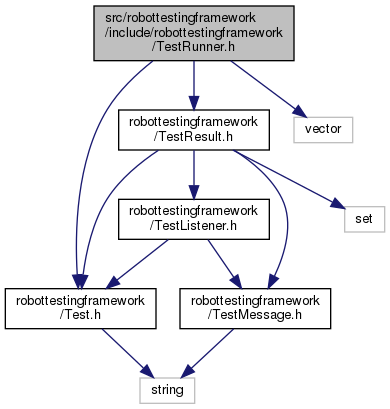 src/robottestingframework
/include/robottestingframework
/TestRunner.h
robottestingframework
/TestResult.h
vector
robottestingframework
/TestListener.h
set
robottestingframework
/Test.h
robottestingframework
/TestMessage.h
string